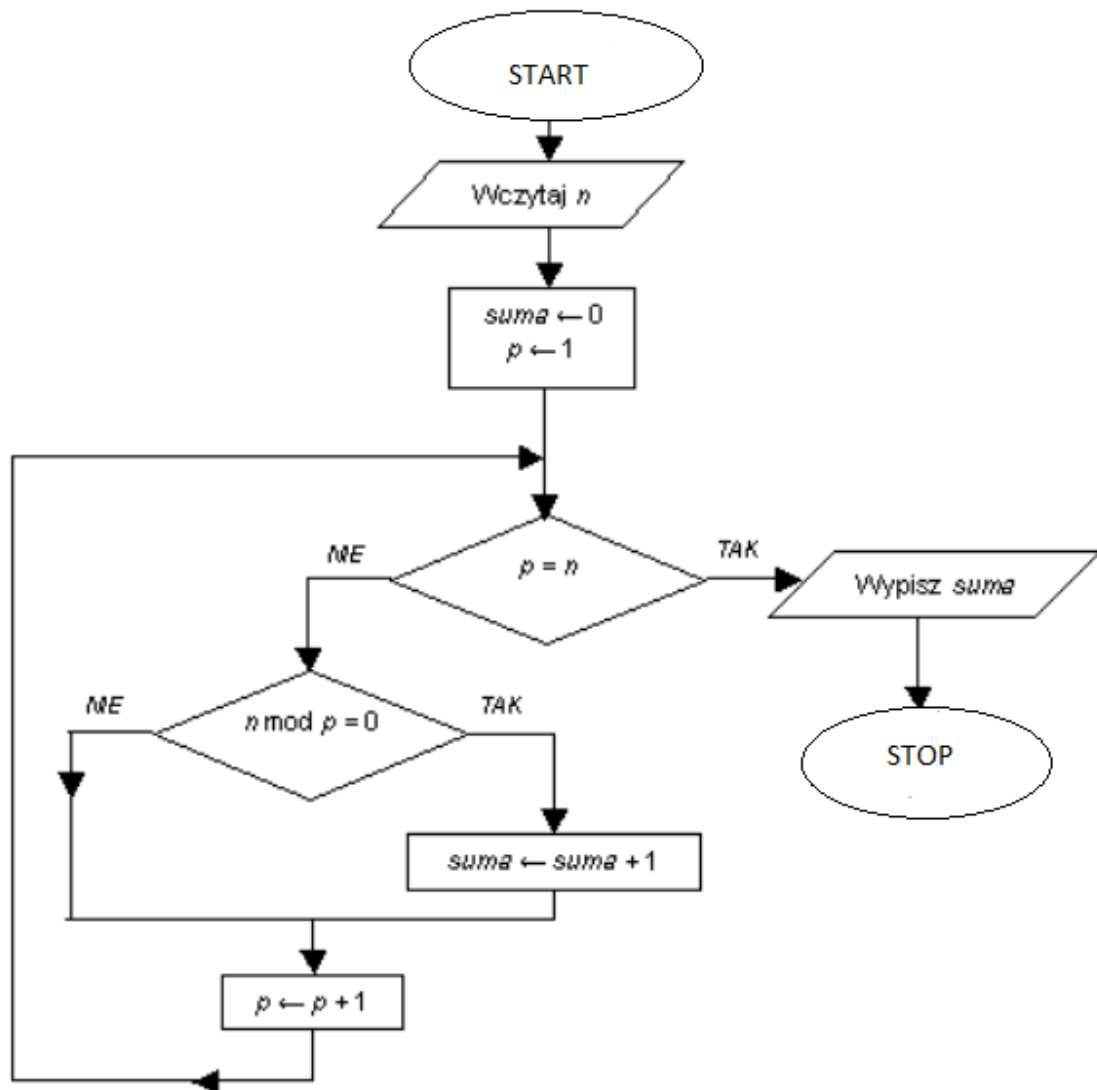 START
Wczytaj n
suma ← 0
p ← 1
NIE
p = n
TAK
Wypisz suma
NIE
n mod p = 0
TAK
STOP
suma ← suma + 1
p ← p + 1